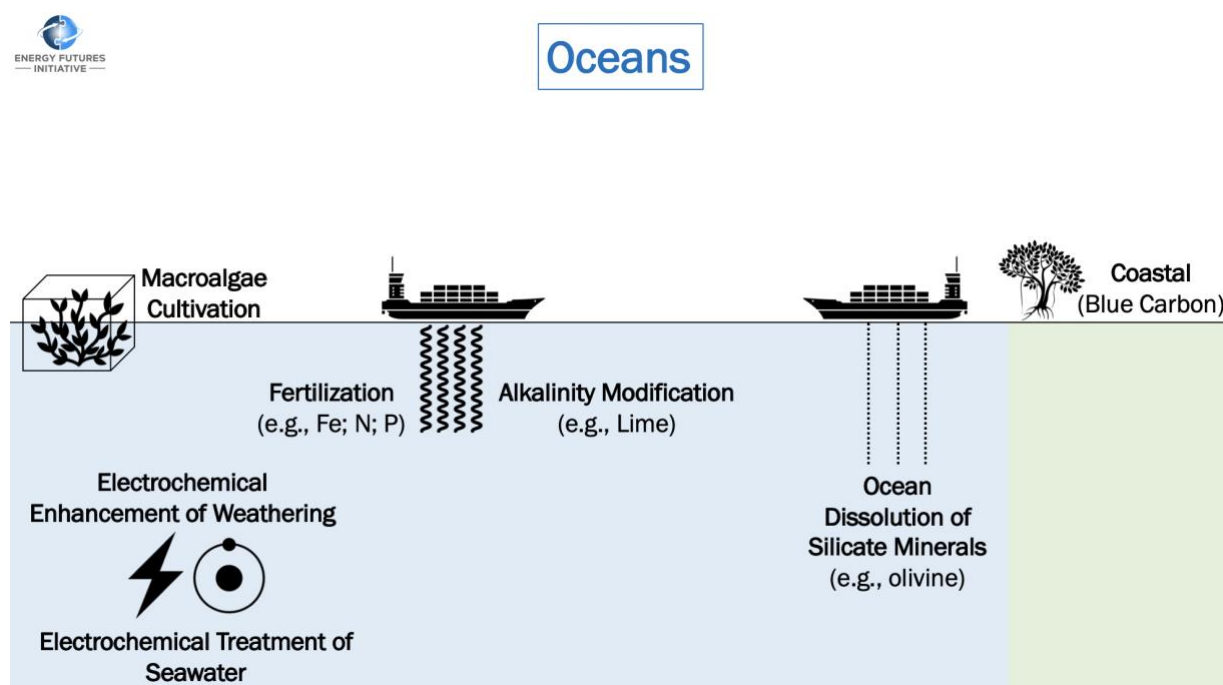 ENERGY FUTURES
INITIATIVE
Oceans
Macroalgae
Cultivation
Coastal
(Blue Carbon)
Fertilization
(e.g., Fe; N; P)
Alkalinity Modification
(e.g., Lime)
Electrochemical
Enhancement of Weathering
Ocean
Dissolution of
Silicate Minerals
(e.g., olivine)
Electrochemical Treatment of
Seawater